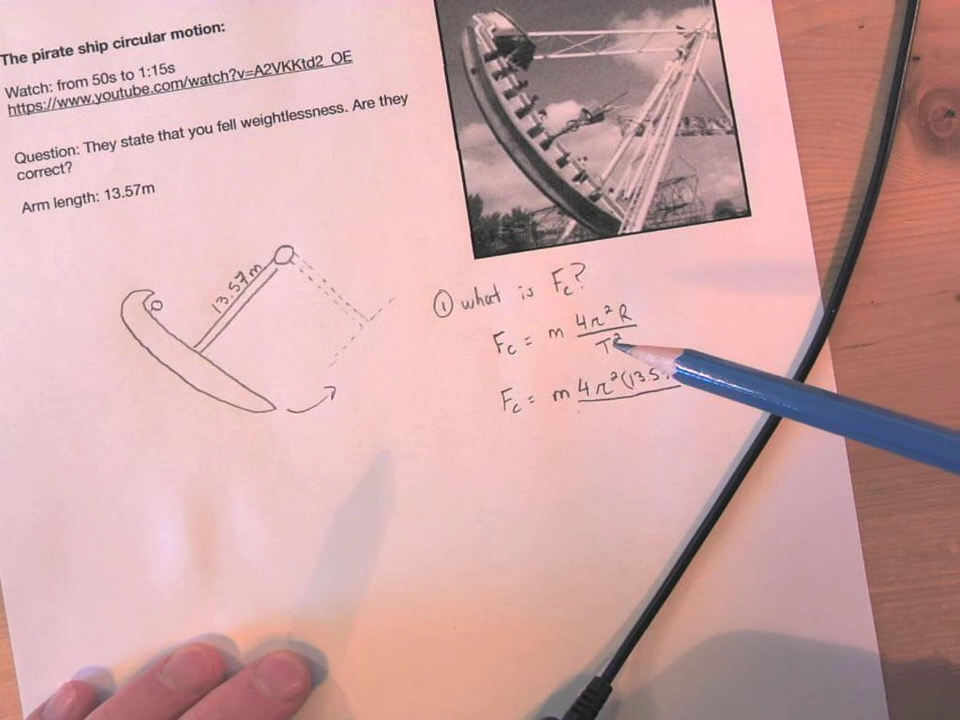 The pirate ship circular motion:
Watch: from 50s to 1:15s
https://www.youtube.com/watch?v=A2VKKtd2_OE
Question: They state that you fell weightlessness. Are they
correct?
Arm length: 13.57m
13.57m
① what is Fc?
Fc = m 4π²R
T²
Fc = m 4π²(13.5